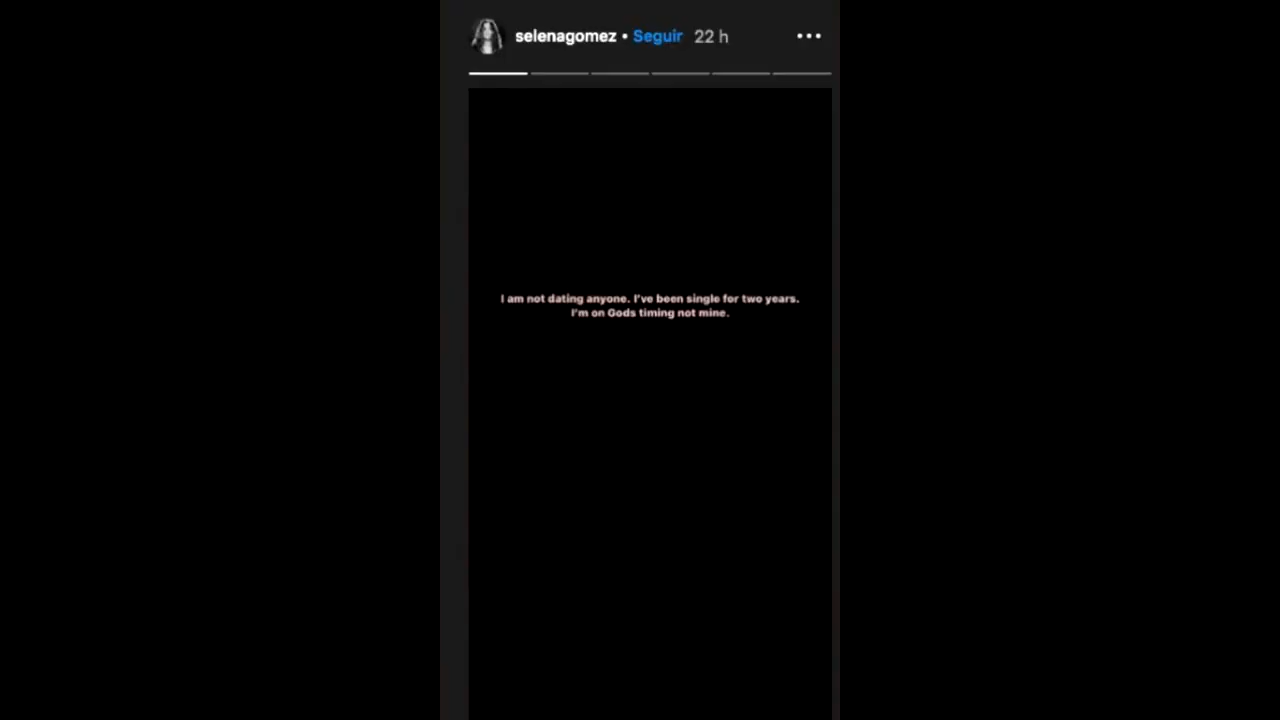 selenagomez • Seguir 22 h
I am not dating anyone. I've been single for two years.
I'm on Gods timing not mine.